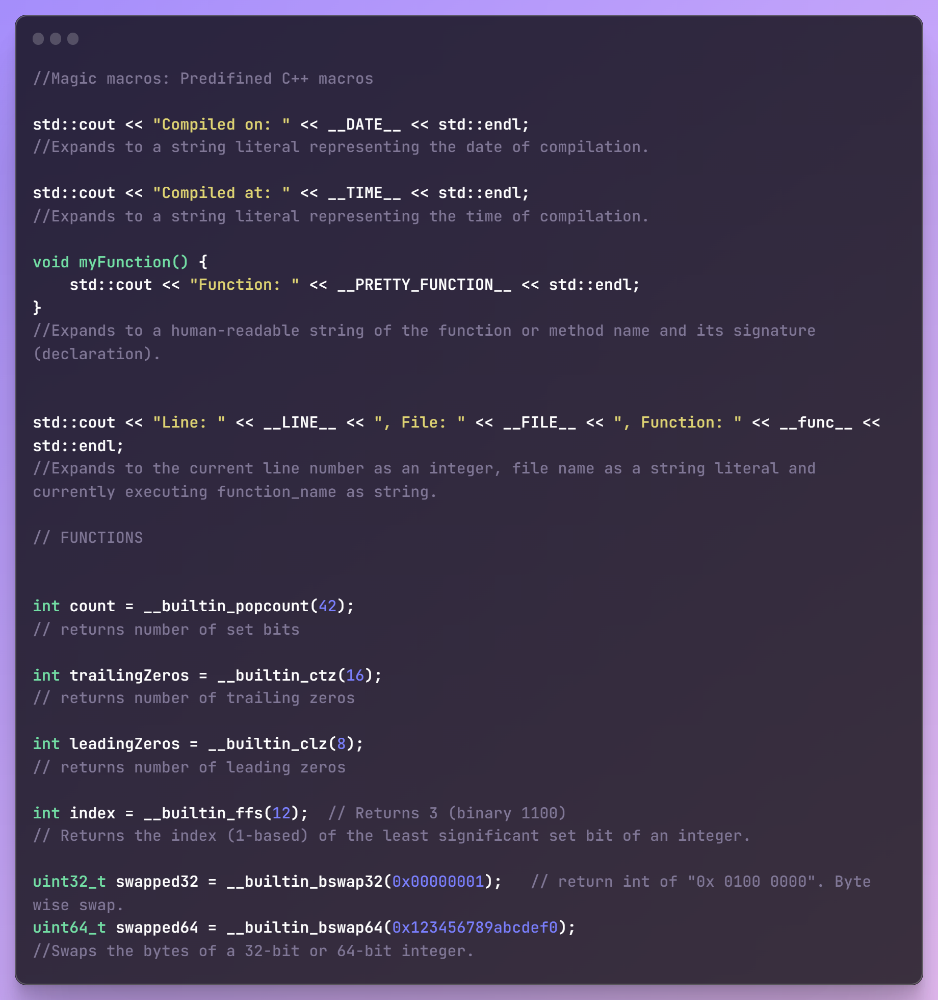 //Magic macros: Predifined C++ macros
std::cout << "Compiled on: " << __DATE__ << std::endl;
//Expands to a string literal representing the date of compilation.
std::cout << "Compiled at: " << __TIME__ << std::endl;
//Expands to a string literal representing the time of compilation.
void myFunction() {
    std::cout << "Function: " << __PRETTY_FUNCTION__ << std::endl;
}
//Expands to a human-readable string of the function or method name and its signature
(declaration).
std::cout << "Line: " << __LINE__ << ", File: " << __FILE__ << ", Function: " << __func__ <<
std::endl;
//Expands to the current line number as an integer, file name as a string literal and
currently executing function_name as string.
// FUNCTIONS
int count = __builtin_popcount(42);
// returns number of set bits
int trailingZeros = __builtin_ctz(16);
// returns number of trailing zeros
int leadingZeros = __builtin_clz(8);
// returns number of leading zeros
int index = __builtin_ffs(12);  // Returns 3 (binary 1100)
// Returns the index (1-based) of the least significant set bit of an integer.
uint32_t swapped32 = __builtin_bswap32(0x00000001);   // return int of "0x 0100 0000". Byte
wise swap.
uint64_t swapped64 = __builtin_bswap64(0x123456789abcdef0);
//Swaps the bytes of a 32-bit or 64-bit integer.